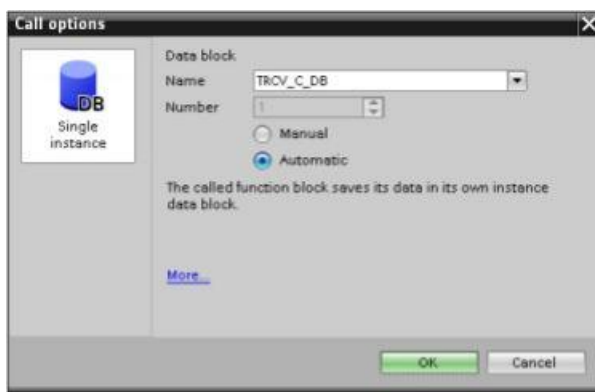 Call options
DB
Single
instance
Data block
Name
TRCV_C_DB
Number
1
Manual
Automatic
The called function block saves its data in its own instance
data block.
More...
OK
Cancel